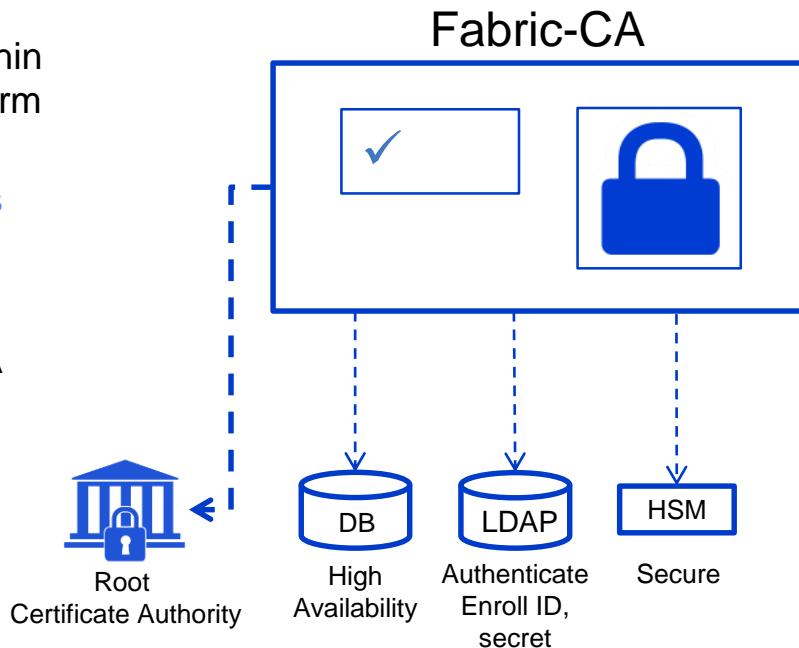 Fabric-CA
DB
LDAP
HSM
Root
Certificate Authority
High
Availability
Authenticate
Enroll ID,
secret
Secure